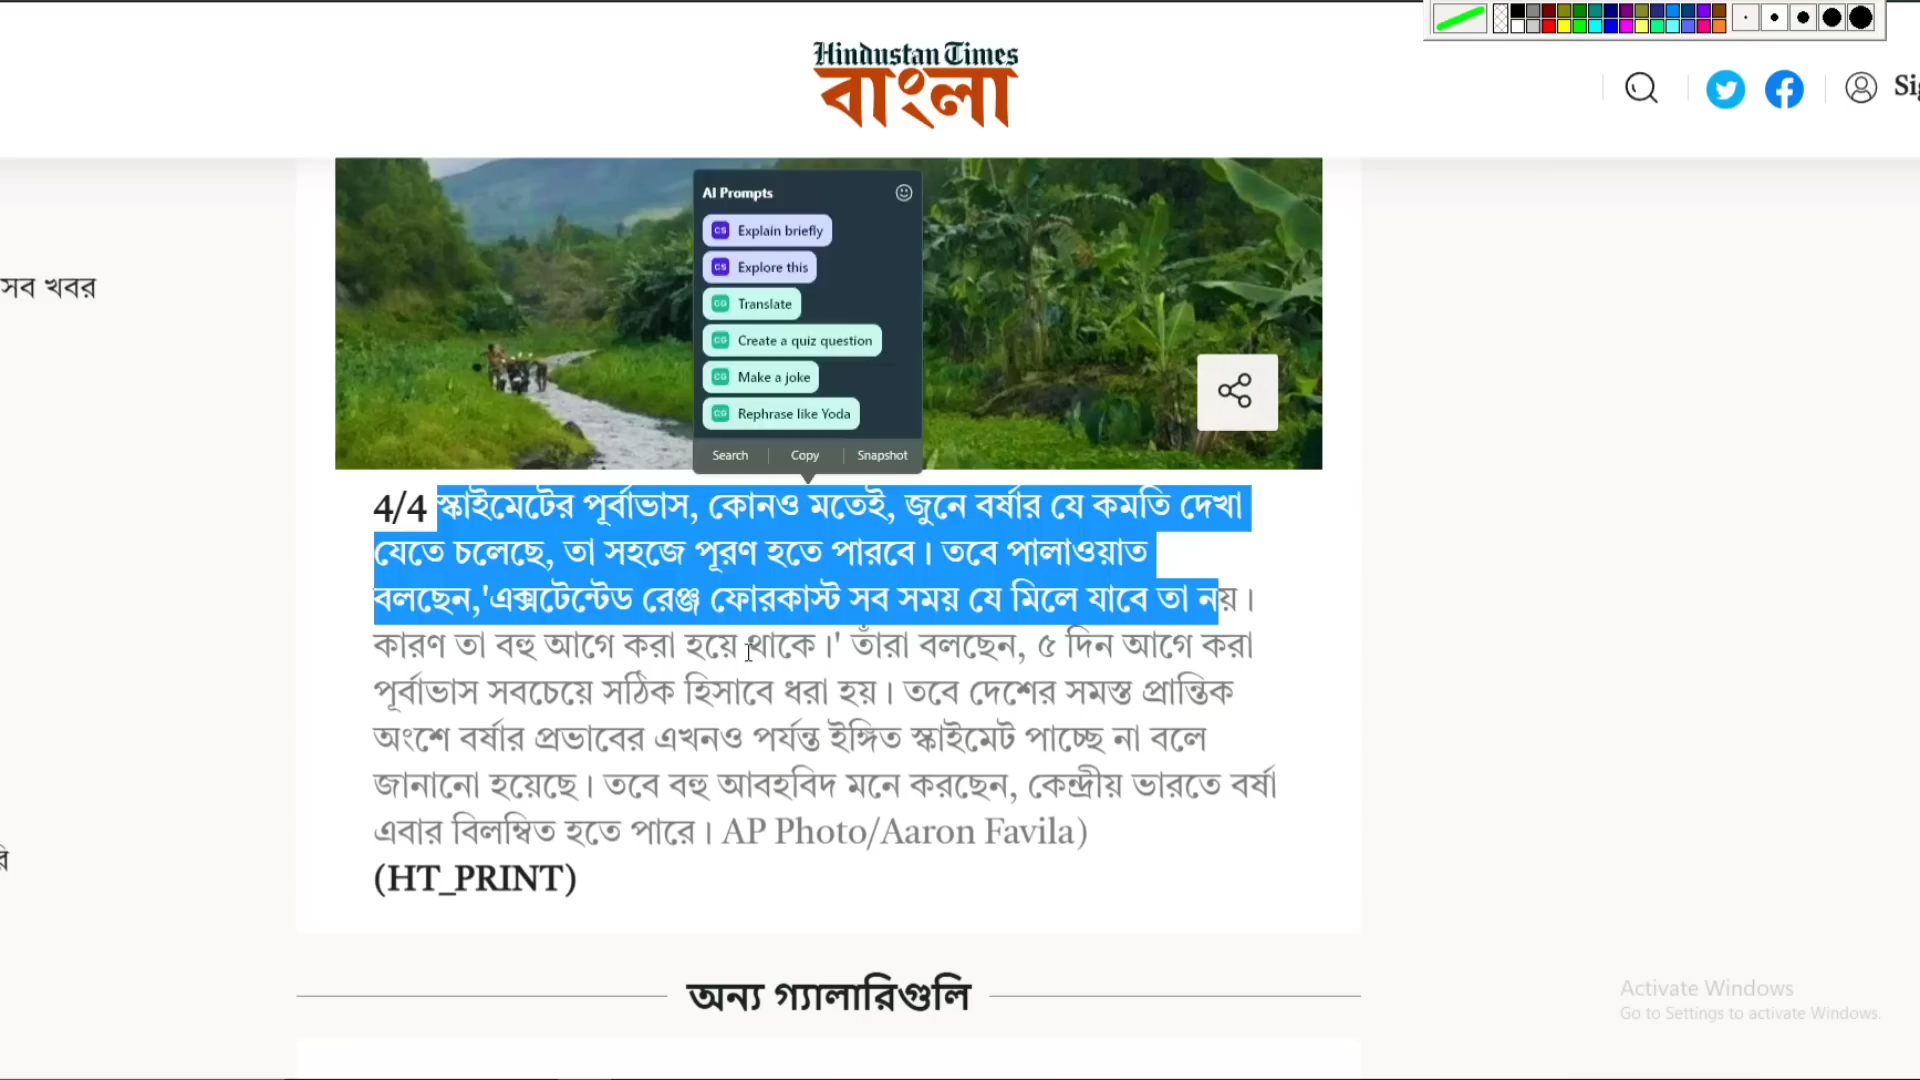 Hindustan Times
বাংলা
Sig
সব খবর
AI Prompts
Explain briefly
Explore this
Translate
Create a quiz question
Make a joke
Rephrase like Yoda
Search
Copy
Snapshot
4/4 স্কাইমেটের পূর্বাভাস, কোনও মতেই, জুনে বর্ষার যে কমতি দেখা
যেতে চলেছে, তা সহজে পূরণ হতে পারবে। তবে পালাওয়াত
বলছেন,'এক্সটেন্টেড রেঞ্জ ফোরকাস্ট সব সময় যে মিলে যাবে তা নয়।
কারণ তা বহু আগে করা হয়ে থাকে।' তাঁরা বলছেন, ৫ দিন আগে করা
পূর্বাভাস সবচেয়ে সঠিক হিসাবে ধরা হয়। তবে দেশের সমস্ত প্রান্তিক
অংশে বর্ষার প্রভাবের এখনও পর্যন্ত ইঙ্গিত স্কাইমেট পাচ্ছে না বলে
জানানো হয়েছে। তবে বহু আবহবিদ মনে করছেন, কেন্দ্রীয় ভারতে বর্ষা
এবার বিলম্বিত হতে পারে। AP Photo/Aaron Favila)
(HT_PRINT)
অন্য গ্যালারিগুলি
Activate Windows
Go to Settings to activate Windows.